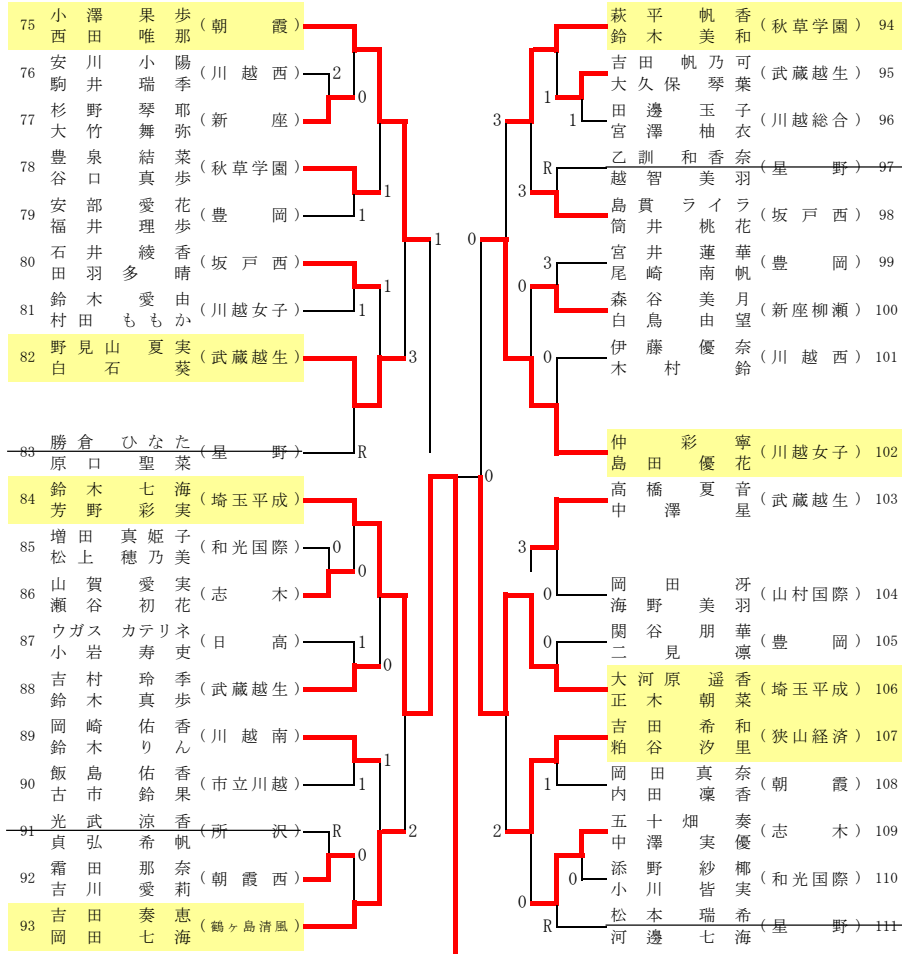 75 小澤果歩 (朝霞)
西田唯那
76 安川小陽 (川越西) 2
駒井瑞季
0
77 杉野琴耶 (新座)
大竹舞弥
78 豊泉結菜 (秋草学園)
谷口真歩
1
79 安部愛花 (豊岡) 1
福井理歩
1
80 石井綾香 (坂戸西)
田羽多晴
1
81 鈴木愛由 (川越女子) 1
村田ももか
3
82 野見山夏実 (武蔵越生)
白石葵
83 勝倉ひなた (星野) R
原口聖菜
84 鈴木七海 (埼玉平成)
芳野彩実
85 増田真姫子 (和光国際) 0
松上穂乃美
0
86 山賀愛実 (志木)
瀬谷初花
87 ウガスカテリネ (日高) 1
小岩寿吏
0
88 吉村玲季 (武蔵越生)
鈴木真歩
89 岡崎佑香 (川越南)
鈴木りん
1
90 飯島佑香 (市立川越) 1
古市鈴果
91 光武涼香 (所沢) R
貞弘希帆
2
0
92 霜田那奈 (朝霞西)
吉川愛莉
93 吉田奏恵 (鶴ヶ島清風)
岡田七海
萩平帆香 (秋草学園) 94
鈴木美和
吉田帆乃可 (武蔵越生) 95
大久保琴葉
1
3
1 田邊玉子 (川越総合) 96
宮澤柚衣
R 乙訓和香奈 (星野) 97
越智美羽
3
島貫ライラ (坂戸西) 98
筒井桃花
0
3 宮井蓮華 (豊岡) 99
尾崎南帆
0
森谷美月 (新座柳瀬) 100
白鳥由望
0 伊藤優奈 (川越西) 101
木村鈴
仲彩寧 (川越女子) 102
島田優花
0
高橋夏音 (武蔵越生) 103
中澤星
3
0 岡田冴 (山村国際) 104
海野美羽
0 関谷朋華 (豊岡) 105
二見凛
大河原遥香 (埼玉平成) 106
正木朝菜
吉田希和 (狭山経済) 107
粕谷汐里
1 岡田真奈 (朝霞) 108
内田凜香
2
五十畑奏 (志木) 109
中澤実優
0 添野紗椰 (和光国際) 110
小川皆実
0
R 松本瑞希 (星野) 111
河邊七海